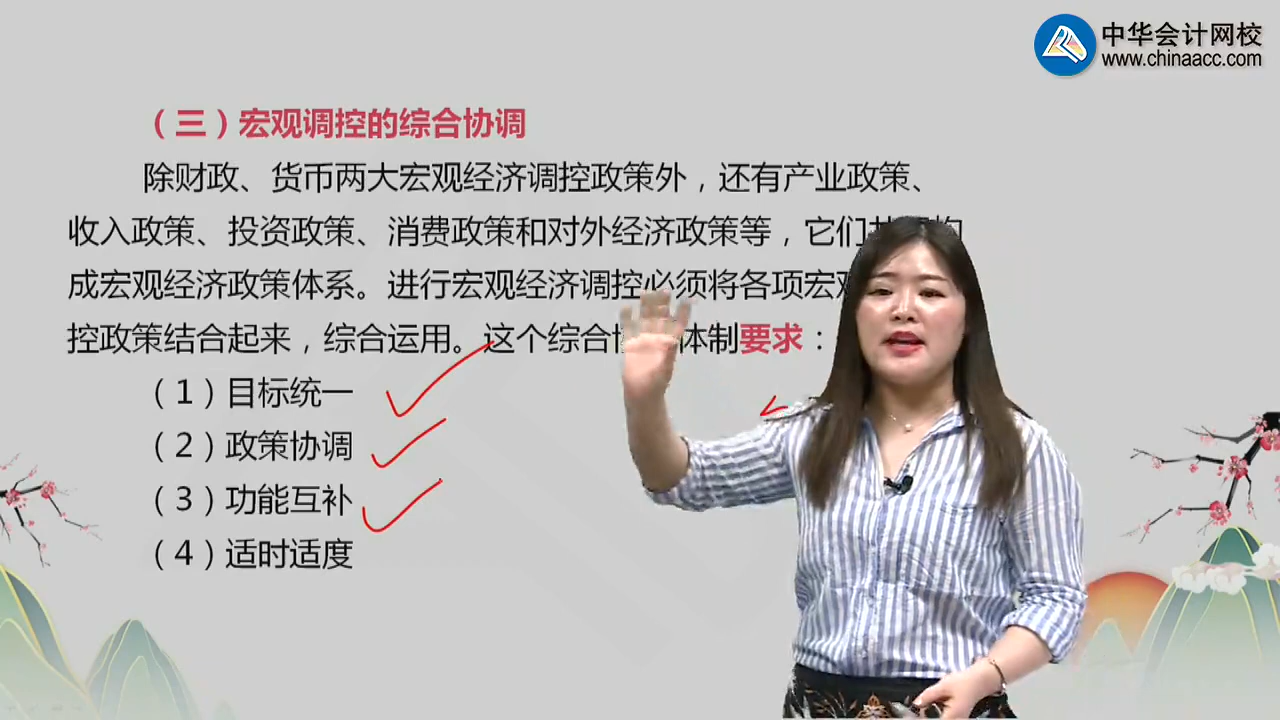 中华会计网校
www.chinaacc.com
（三）宏观调控的综合协调
除财政、货币两大宏观经济调控政策外，还有产业政策、
收入政策、投资政策、消费政策和对外经济政策等，它们
成宏观经济政策体系。进行宏观经济调控必须将各项宏
控政策结合起来，综合运用。这个综合 体制要求：
（1）目标统一
（2）政策协调
（3）功能互补
（4）适时适度